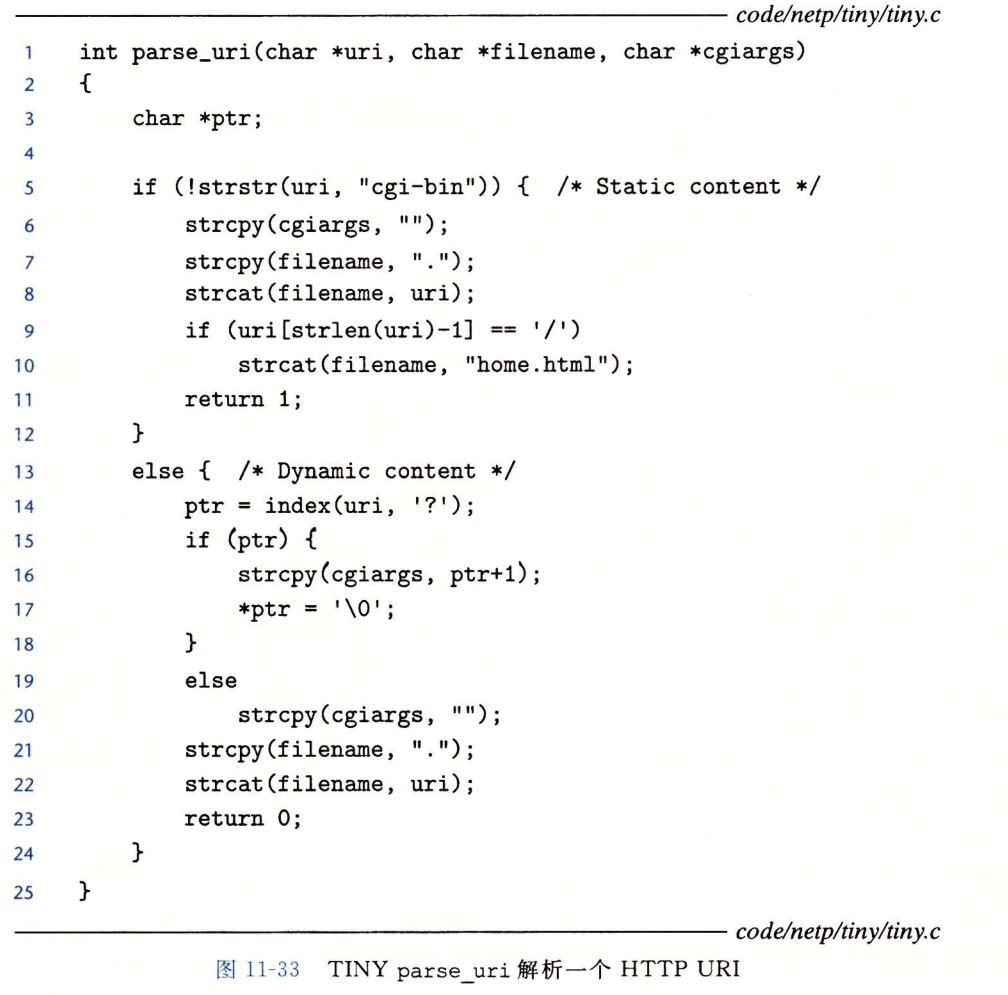 code/netp/tiny/tiny.c
1    int parse_uri(char *uri, char *filename, char *cgiargs)
2    {
3        char *ptr;
4
5        if (!strstr(uri, "cgi-bin")) {  /* Static content */
6            strcpy(cgiargs, "");
7            strcpy(filename, ".");
8            strcat(filename, uri);
9            if (uri[strlen(uri)-1] == '/')
10                strcat(filename, "home.html");
11            return 1;
12        }
13        else {  /* Dynamic content */
14            ptr = index(uri, '?');
15            if (ptr) {
16                strcpy(cgiargs, ptr+1);
17                *ptr = '\0';
18            }
19            else
20                strcpy(cgiargs, "");
21            strcpy(filename, ".");
22            strcat(filename, uri);
23            return 0;
24        }
25    }
code/netp/tiny/tiny.c
图 11-33 TINY parse_uri 解析一个 HTTP URI